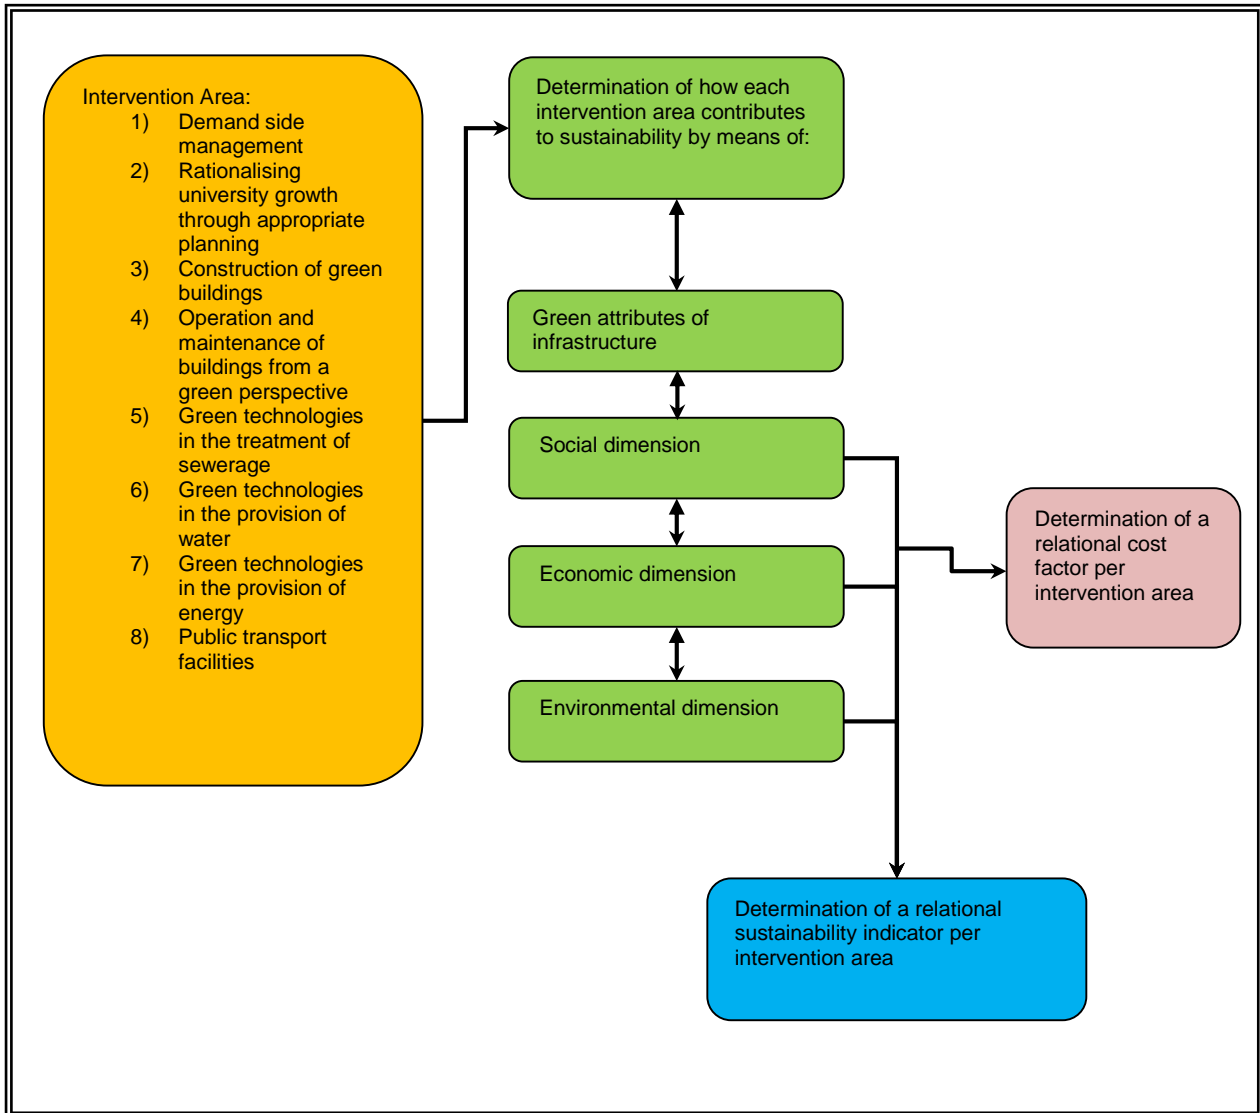 Intervention Area:
1) Demand side
management
2) Rationalising
university growth
through appropriate
planning
3) Construction of green
buildings
4) Operation and
maintenance of
buildings from a
green perspective
5) Green technologies
in the treatment of
sewerage
6) Green technologies
in the provision of
water
7) Green technologies
in the provision of
energy
8) Public transport
facilities
Determination of how each
intervention area contributes
to sustainability by means of:
Green attributes of
infrastructure
Social dimension
Economic dimension
Environmental dimension
Determination of a
relational cost
factor per
intervention area
Determination of a relational
sustainability indicator per
intervention area